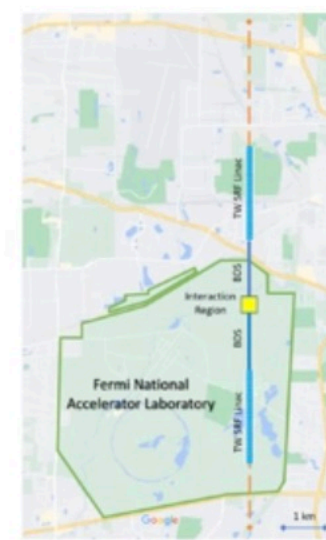 TW SRF Linac
BDS
Interaction
Region
BDS
Fermi National
Accelerator Laboratory
TW SRF Linac
Google
1 km